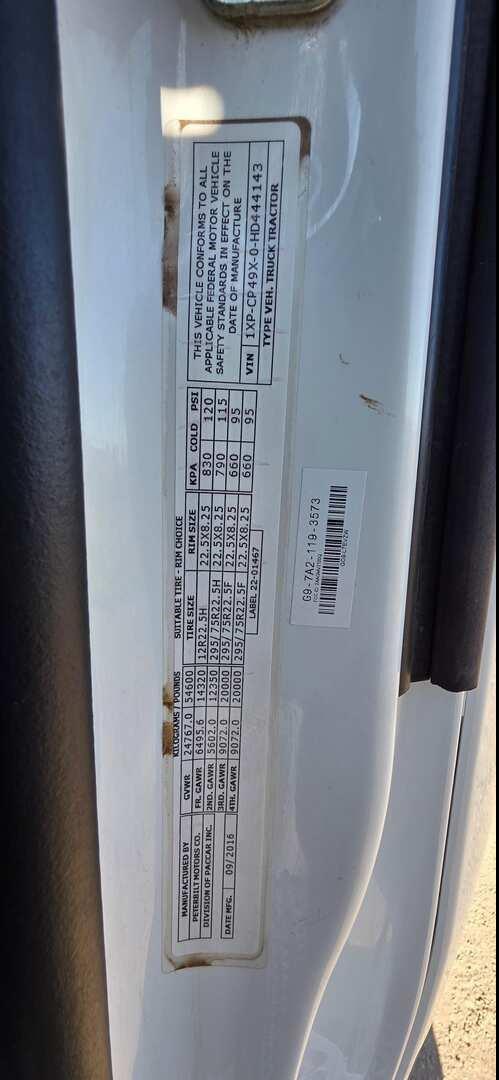 MANUFACTURED BY
PETERBILT MOTORS CO.
DIVISION OF PACCAR INC.
DATE MFG. 09/2016
KILOGRAMS / POUNDS
GVWR 24767.0 54600
FR. GAWR 6495.6 14320
2ND. GAWR 5602.0 12350
3RD. GAWR 9072.0 20000
4TH. GAWR 9072.0 20000
SUITABLE TIRE - RIM CHOICE
TIRE SIZE RIM SIZE KPA COLD PSI
12R22.5H 22.5X8.25 830 120
295/75R22.5H 22.5X8.25 790 115
295/75R22.5F 22.5X8.25 660 95
295/75R22.5F 22.5X8.25 660 95
LABEL 22-01467
THIS VEHICLE CONFORMS TO ALL
APPLICABLE FEDERAL MOTOR VEHICLE
SAFETY STANDARDS IN EFFECT ON THE
DATE OF MANUFACTURE
VIN 1XP-CP49X-0-HD444143
TYPE VEH. TRUCK TRACTOR
G9-7A2-119-3573